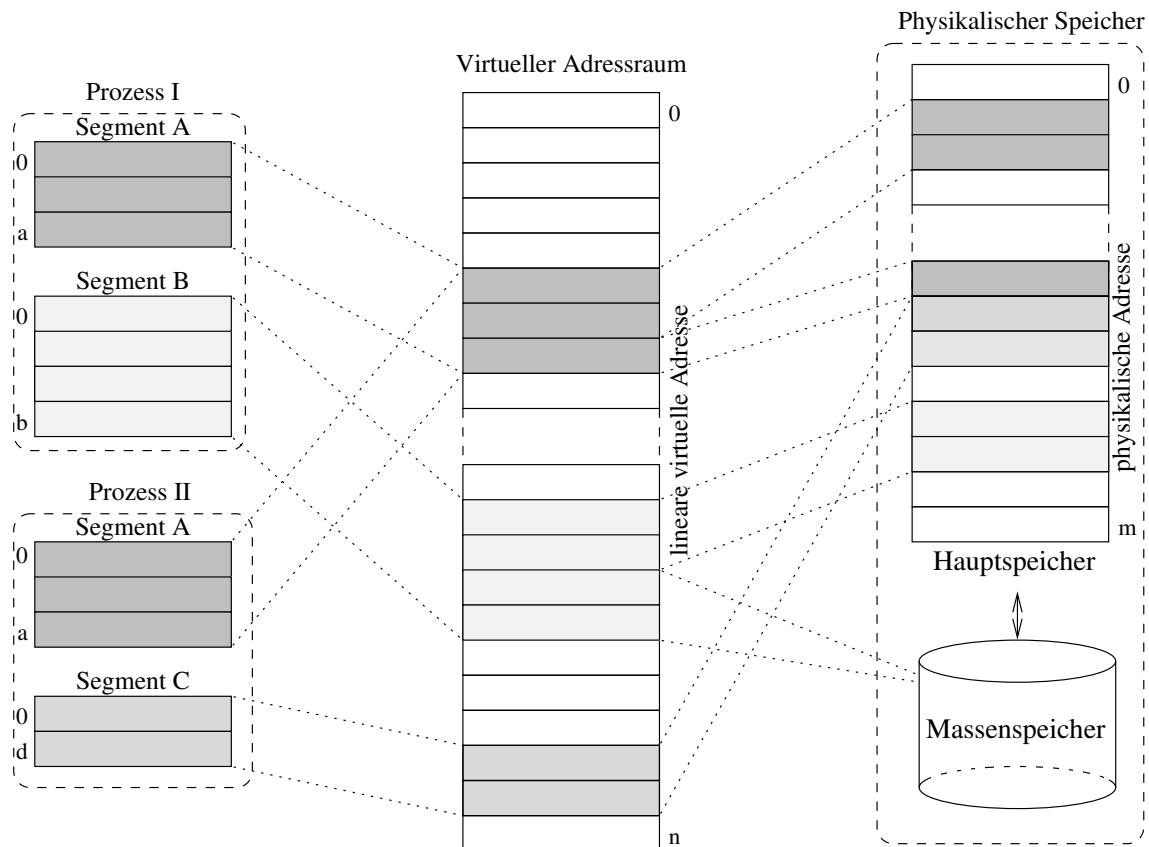 Prozess I
Segment A
0
a
Segment B
0
b
Prozess II
Segment A
0
a
Segment C
0
d
Virtueller Adressraum
0
lineare virtuelle Adresse
n
Physikalischer Speicher
0
physikalische Adresse
m
Hauptspeicher
Massenspeicher